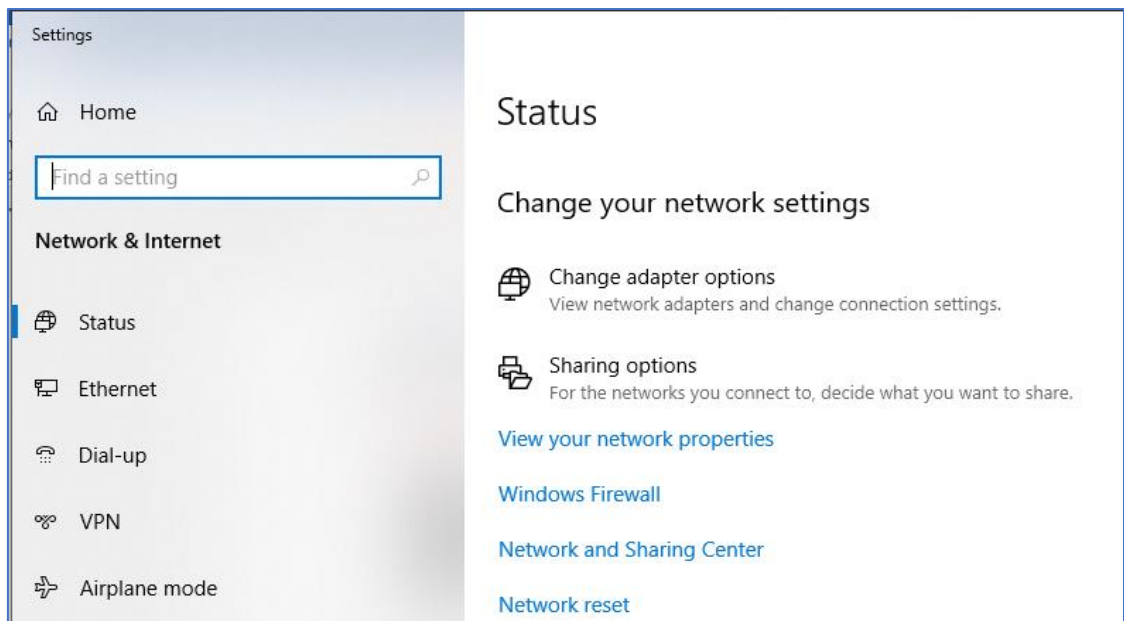 Settings
Home
Find a setting
Network & Internet
Status
Ethernet
Dial-up
VPN
Airplane mode
Status
Change your network settings
Change adapter options
View network adapters and change connection settings.
Sharing options
For the networks you connect to, decide what you want to share.
View your network properties
Windows Firewall
Network and Sharing Center
Network reset